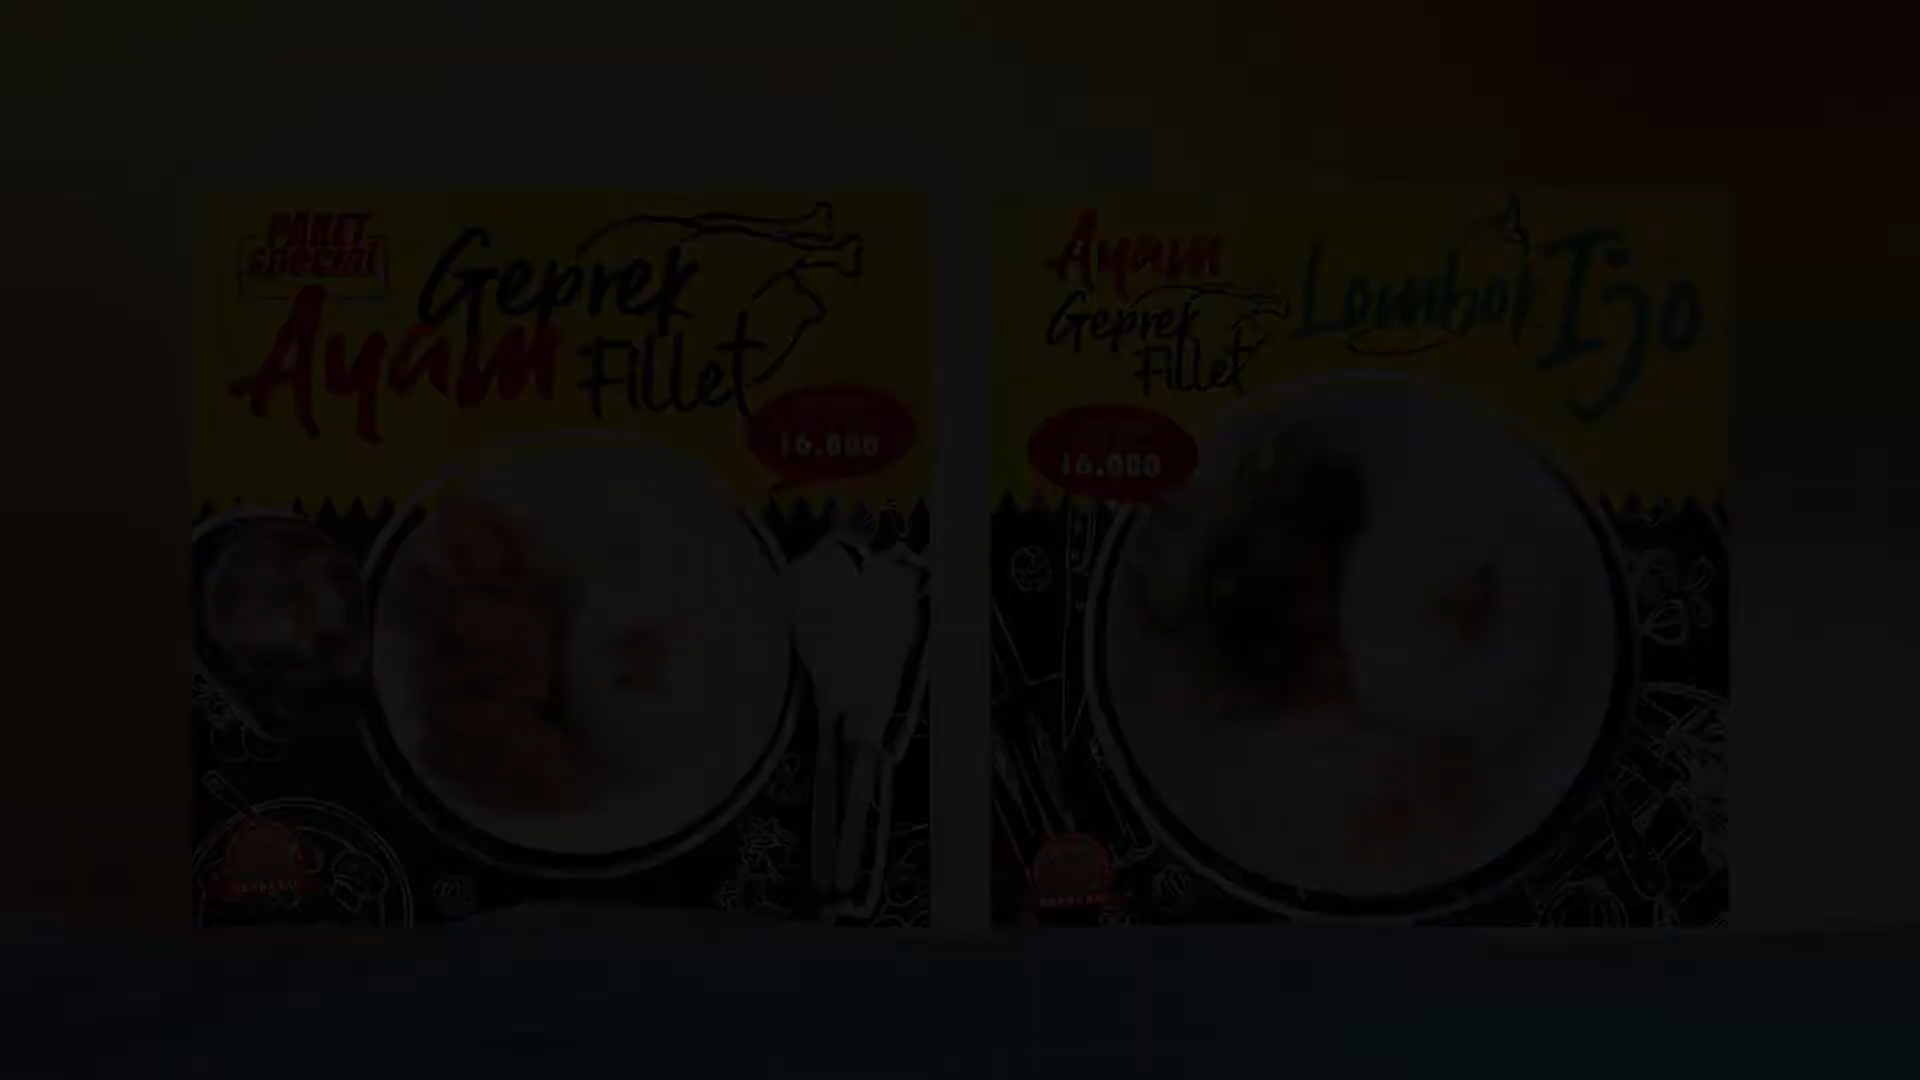 PAKET
special
Geprek
Ayam Fillet
16.000
Ayam
Geprek
Fillet
Lombok Ijo
16.000